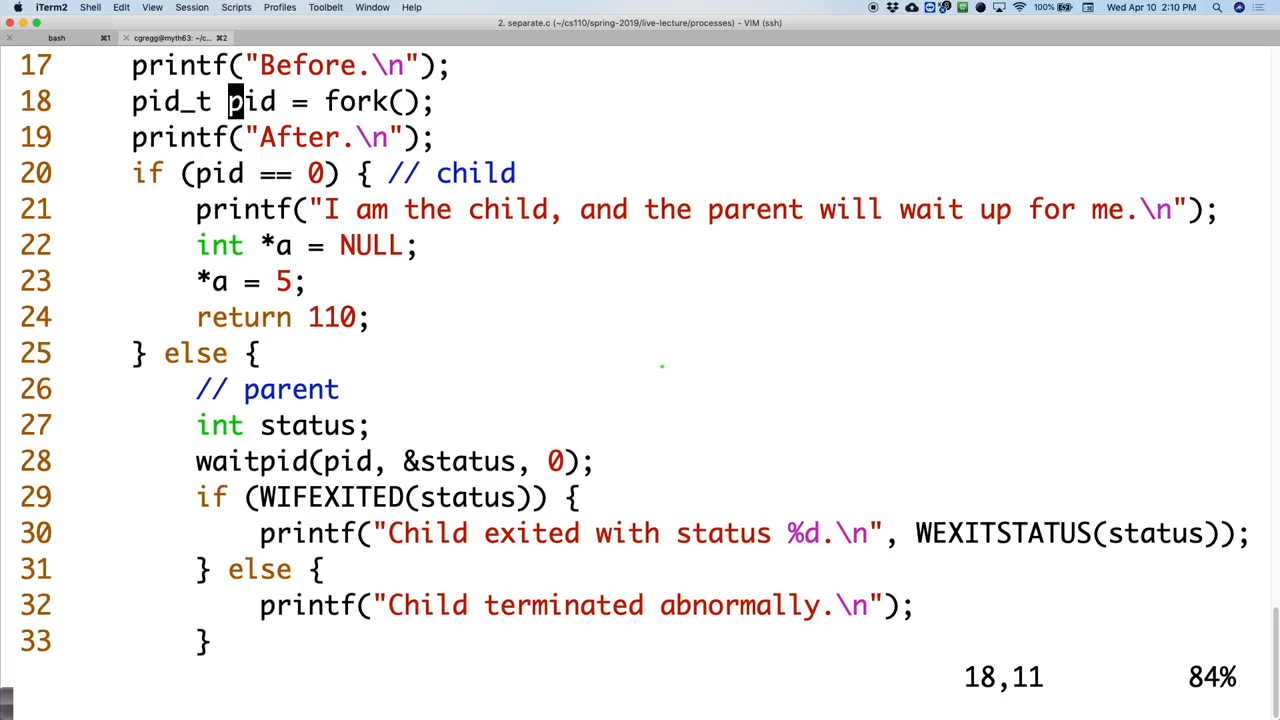 iTerm2 Shell Edit View Session Scripts Profiles Toolbelt Window Help 100% Wed Apr 10 2:10 PM
2. separate.c (~/cs110/spring-2019/live-lecture/processes) - VIM (ssh)
bash ⌘1 × cgregg@myth63: ~/c... ⌘2
17 printf("Before.\n");
18 pid_t pid = fork();
19 printf("After.\n");
20 if (pid == 0) { // child
21 printf("I am the child, and the parent will wait up for me.\n");
22 int *a = NULL;
23 *a = 5;
24 return 110;
25 } else {
26 // parent
27 int status;
28 waitpid(pid, &status, 0);
29 if (WIFEXITED(status)) {
30 printf("Child exited with status %d.\n", WEXITSTATUS(status));
31 } else {
32 printf("Child terminated abnormally.\n");
33 }
18,11 84%